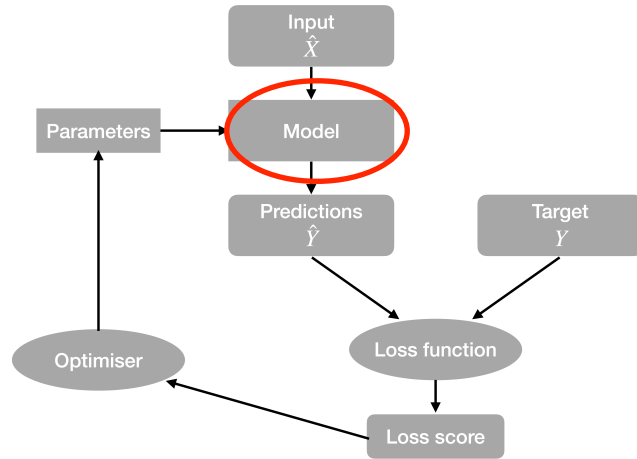 Input
X̂
Parameters
Model
Predictions
Ŷ
Target
Y
Optimiser
Loss function
Loss score